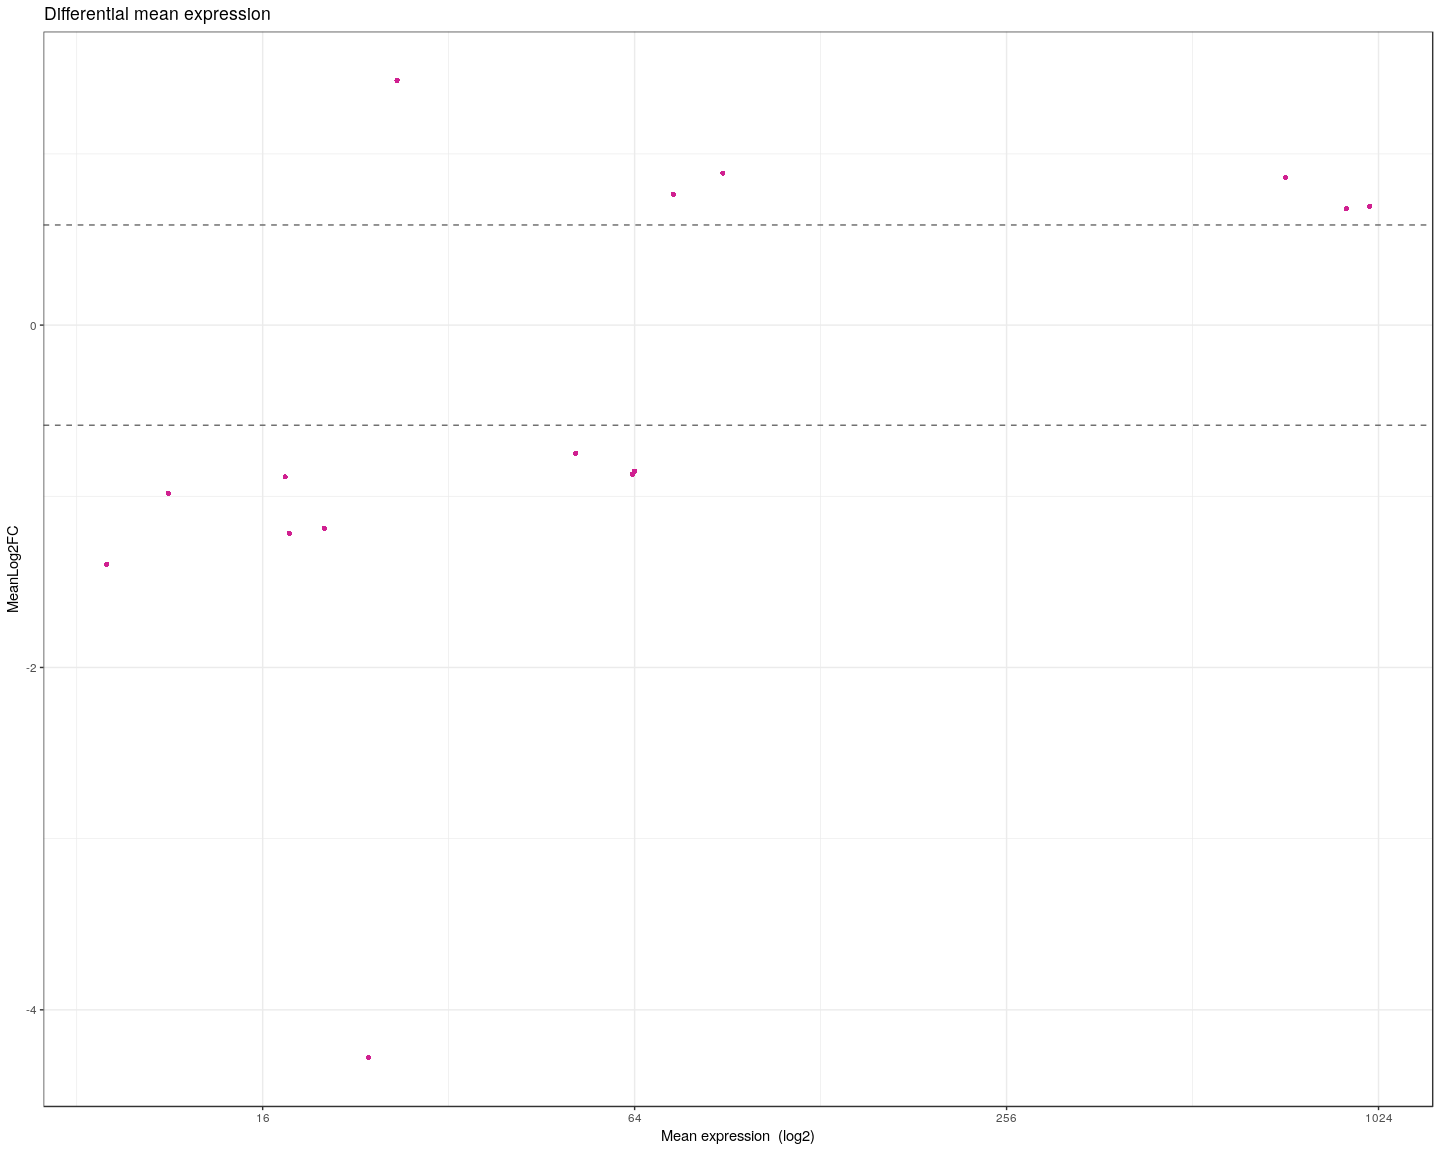 Differential mean expression
0
-2
-4
MeanLog2FC
16
64
256
1024
Mean expression  (log2)